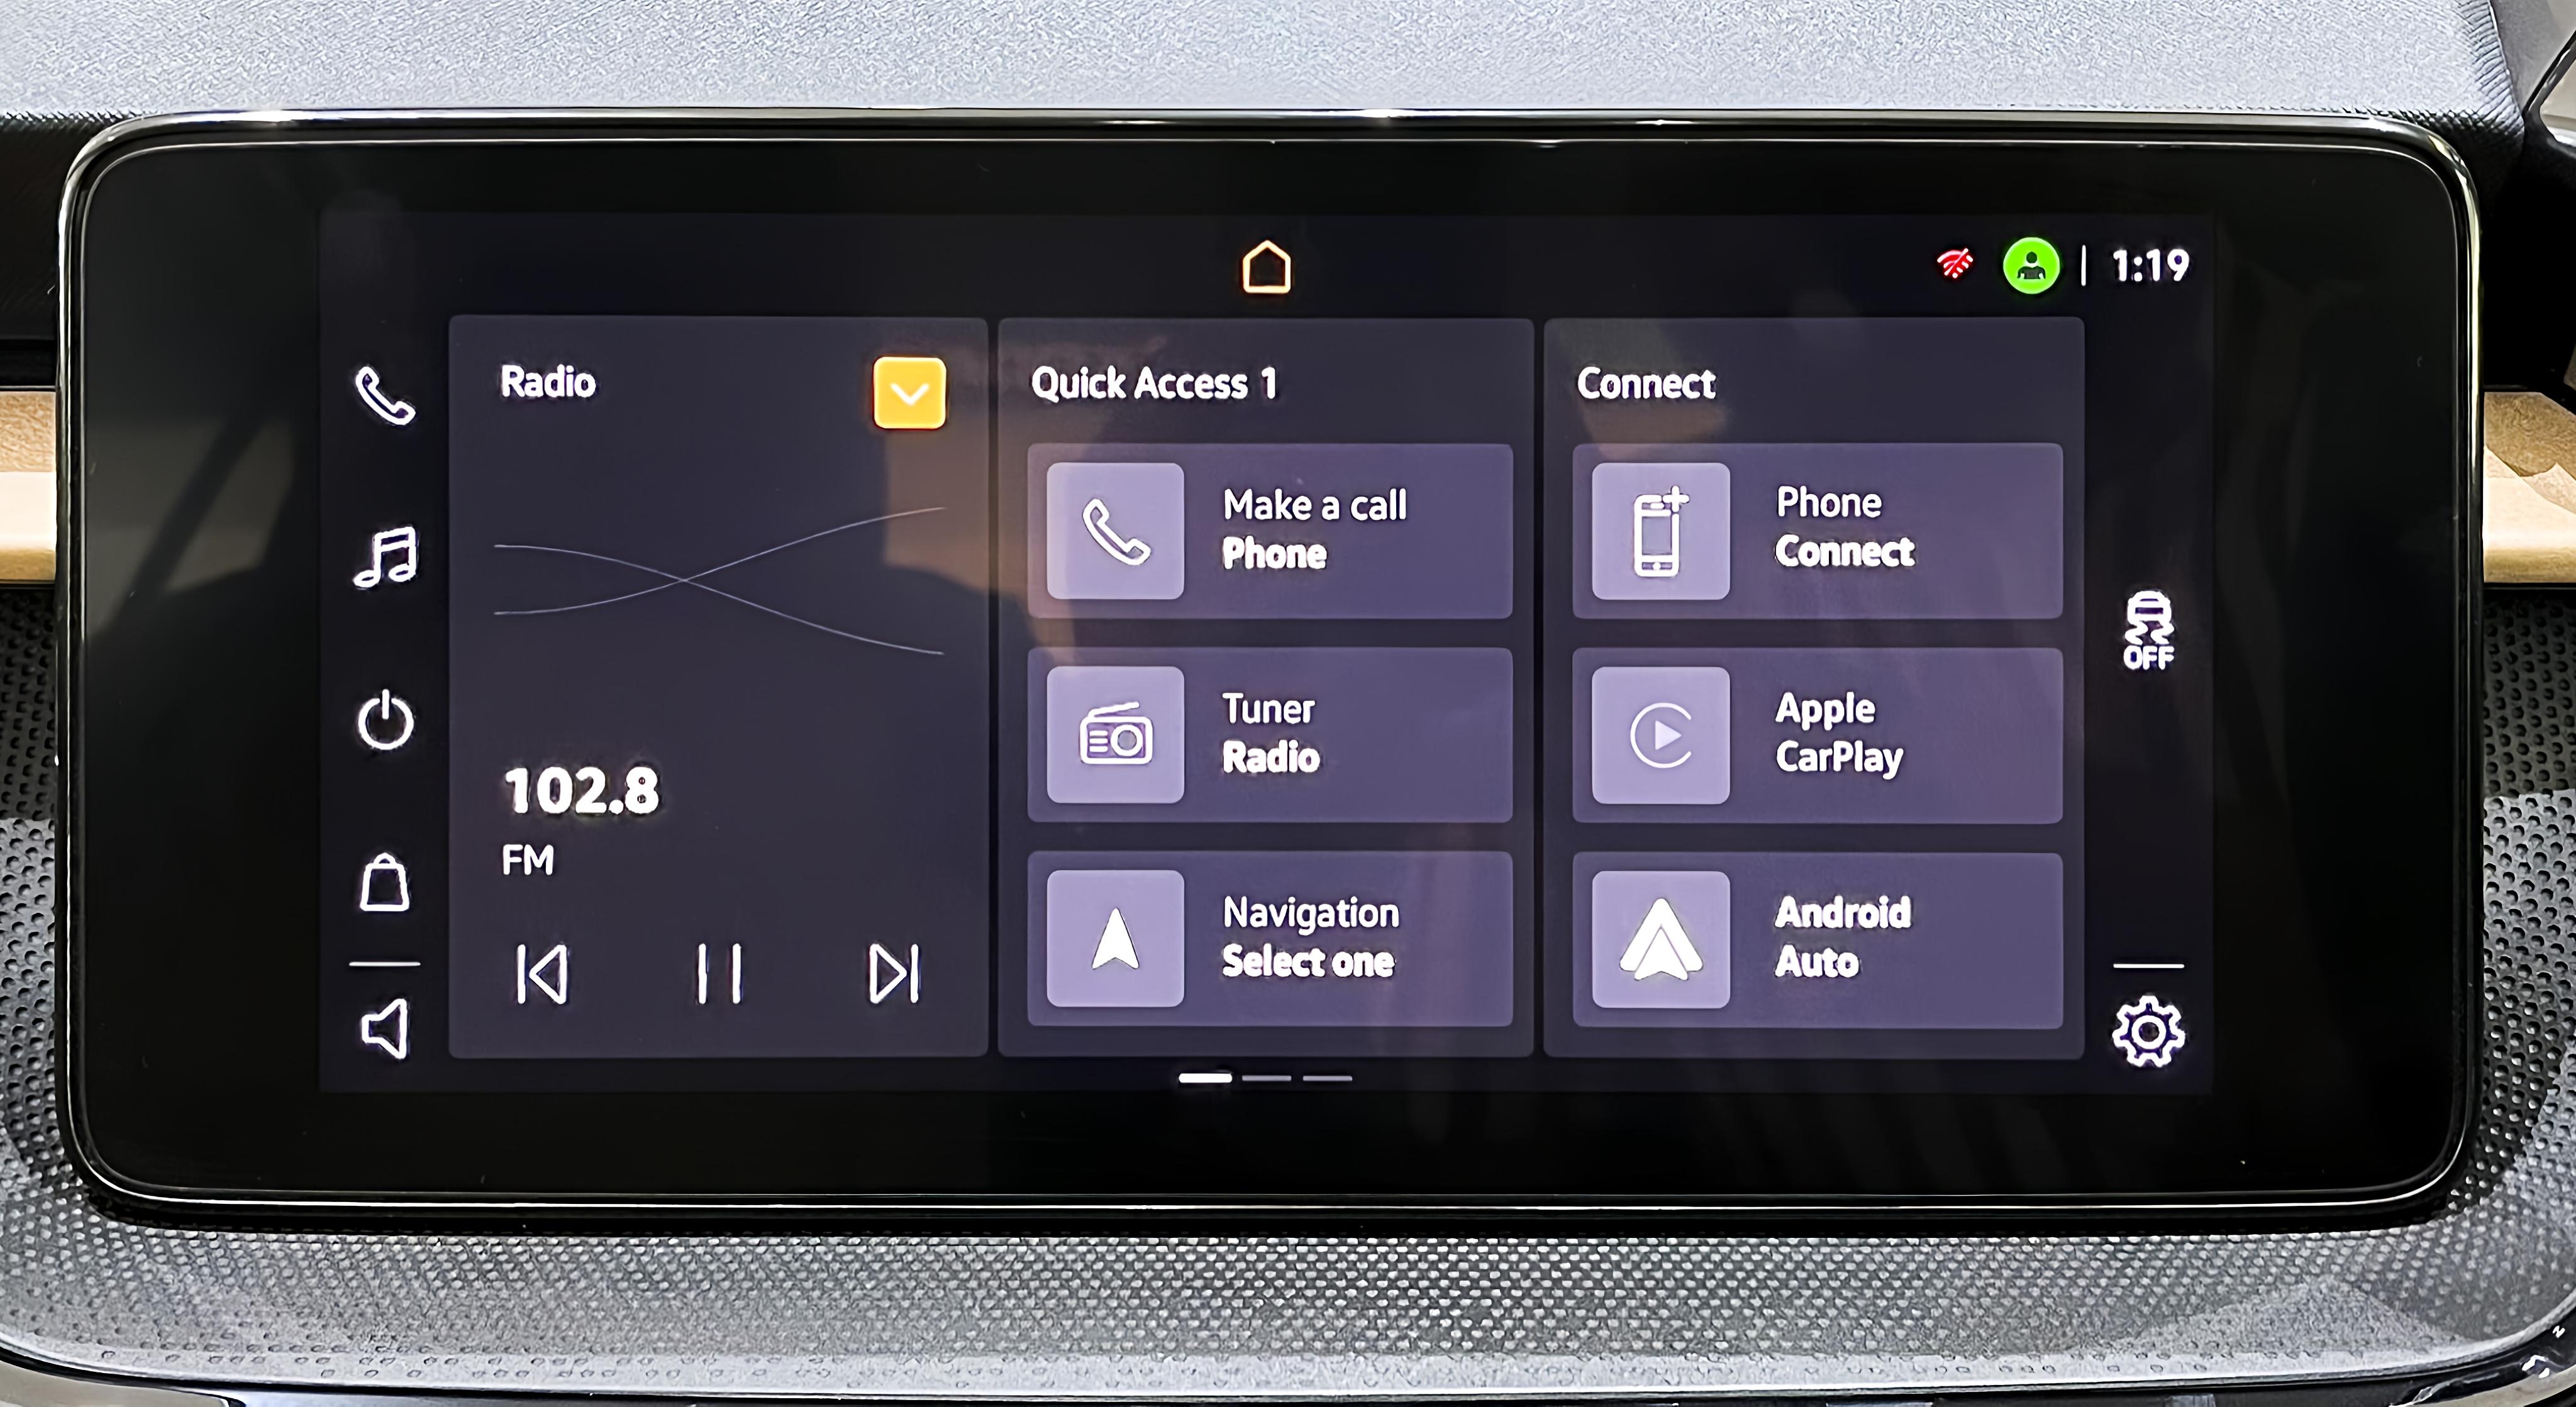 1:19
Radio
102.8
FM
Quick Access 1
Make a call
Phone
Tuner
Radio
Navigation
Select one
Connect
Phone
Connect
Apple
CarPlay
Android
Auto
OFF